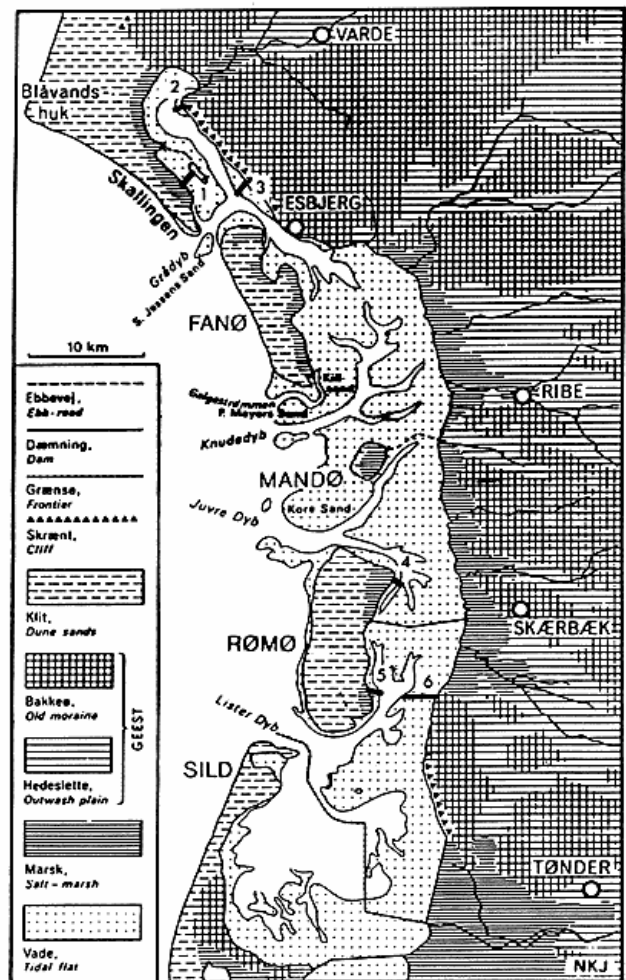 VARDE
Blåvands-
huk
2
1
3
Skallingen
ESBJERG
Grådyb
S. Jessens Sand
FANØ
10 km
Galgestrømmen
P. Meyers Sand
Knudedyb
RIBE
MANDØ
Kore Sand
Juvre Dyb
4
SKÆRBÆK
RØMØ
5
6
Lister Dyb
SILD
TØNDER
NKJ
Ebbevej,
Ebb-road
Dæmning,
Dam
Grænse,
Frontier
Skrænt,
Cliff
Klit,
Dune sands
Bakkeø,
Old moraine
GEEST
Hedeslette,
Outwash plain
Marsk,
Salt-marsh
Vade,
Tidal flat